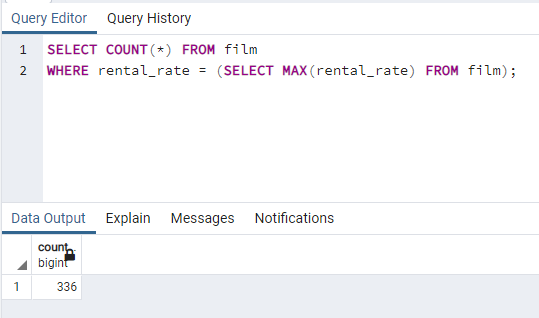 Query Editor Query History
1 SELECT COUNT(*) FROM film
2 WHERE rental_rate = (SELECT MAX(rental_rate) FROM film);
Data Output Explain Messages Notifications
count
bigint
1 336